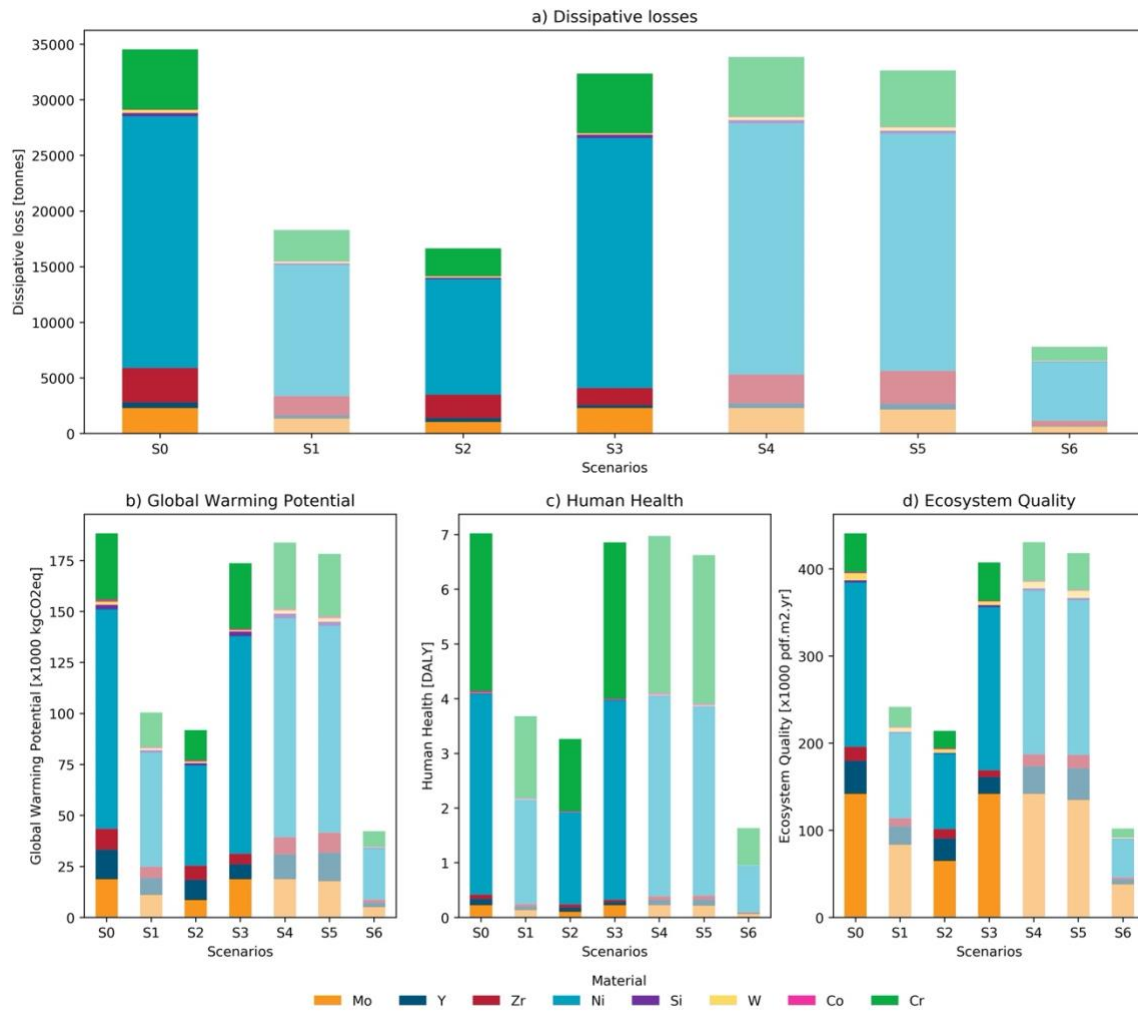 a) Dissipative losses
Dissipative loss [tonnes]
35000
30000
25000
20000
15000
10000
5000
0
S0 S1 S2 S3 S4 S5 S6
Scenarios
b) Global Warming Potential
Global Warming Potential [x1000 kgCO2eq]
175
150
125
100
75
50
25
0
S0 S1 S2 S3 S4 S5 S6
Scenarios
c) Human Health
Human Health [DALY]
7
6
5
4
3
2
1
0
S0 S1 S2 S3 S4 S5 S6
Scenarios
d) Ecosystem Quality
Ecosystem Quality [x1000 pdf.m2.yr]
400
300
200
100
0
S0 S1 S2 S3 S4 S5 S6
Scenarios
Material
Mo Y Zr Ni Si W Co Cr